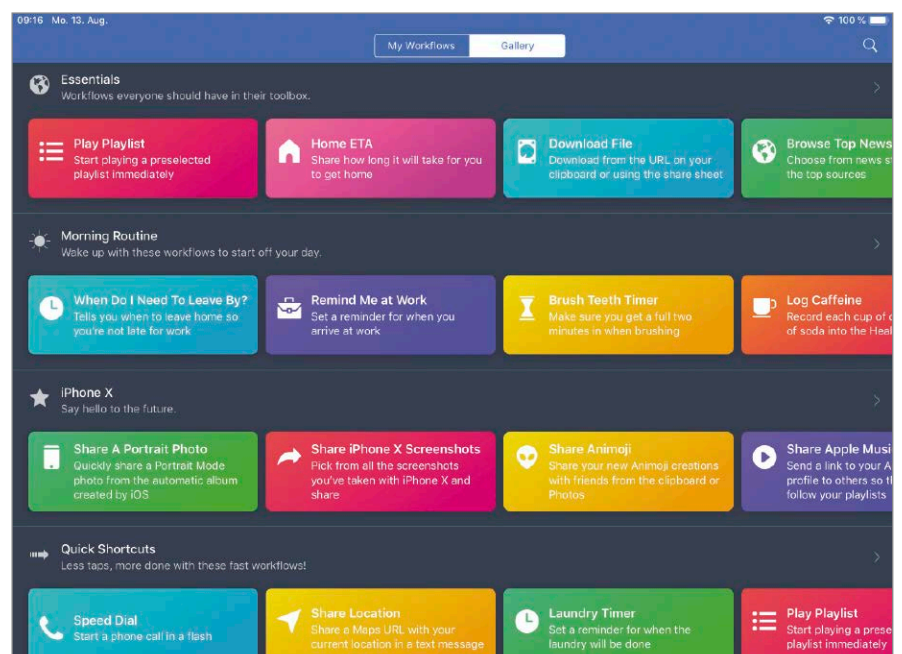 09:16 Mo. 13. Aug.
100 %
My Workflows
Gallery
Essentials
Workflows everyone should have in their toolbox.
Play Playlist
Start playing a preselected
playlist immediately
Home ETA
Share how long it will take for you
to get home
Download File
Download from the URL on your
clipboard or using the share sheet
Browse Top News
Choose from news
the top sources
Morning Routine
Wake up with these workflows to start off your day.
When Do I Need To Leave By?
Tells you when to leave home so
you're not late for work
Remind Me at Work
Set a reminder for when you
arrive at work
Brush Teeth Timer
Make sure you get a full two
minutes in when brushing
Log Caffeine
Record each cup of
of soda into the
iPhone X
Say hello to the future.
Share A Portrait Photo
Quickly share a Portrait Mode
photo from the automatic album
created by iOS
Share iPhone X Screenshots
Pick from all the screenshots
you've taken with iPhone X and
share
Share Animoji
Share your new Animoji creations
with friends from the clipboard or
Photos
Share Apple Musi
Send a link to your A
profile to others so
follow your playlists
Quick Shortcuts
Less taps, more done with these fast workflows!
Speed Dial
Start a phone call in a flash
Share Location
Share a Maps URL with your
current location in a text message
Laundry Timer
Set a reminder for when the
laundry will be done
Play Playlist
Start playing a prese
playlist immediately